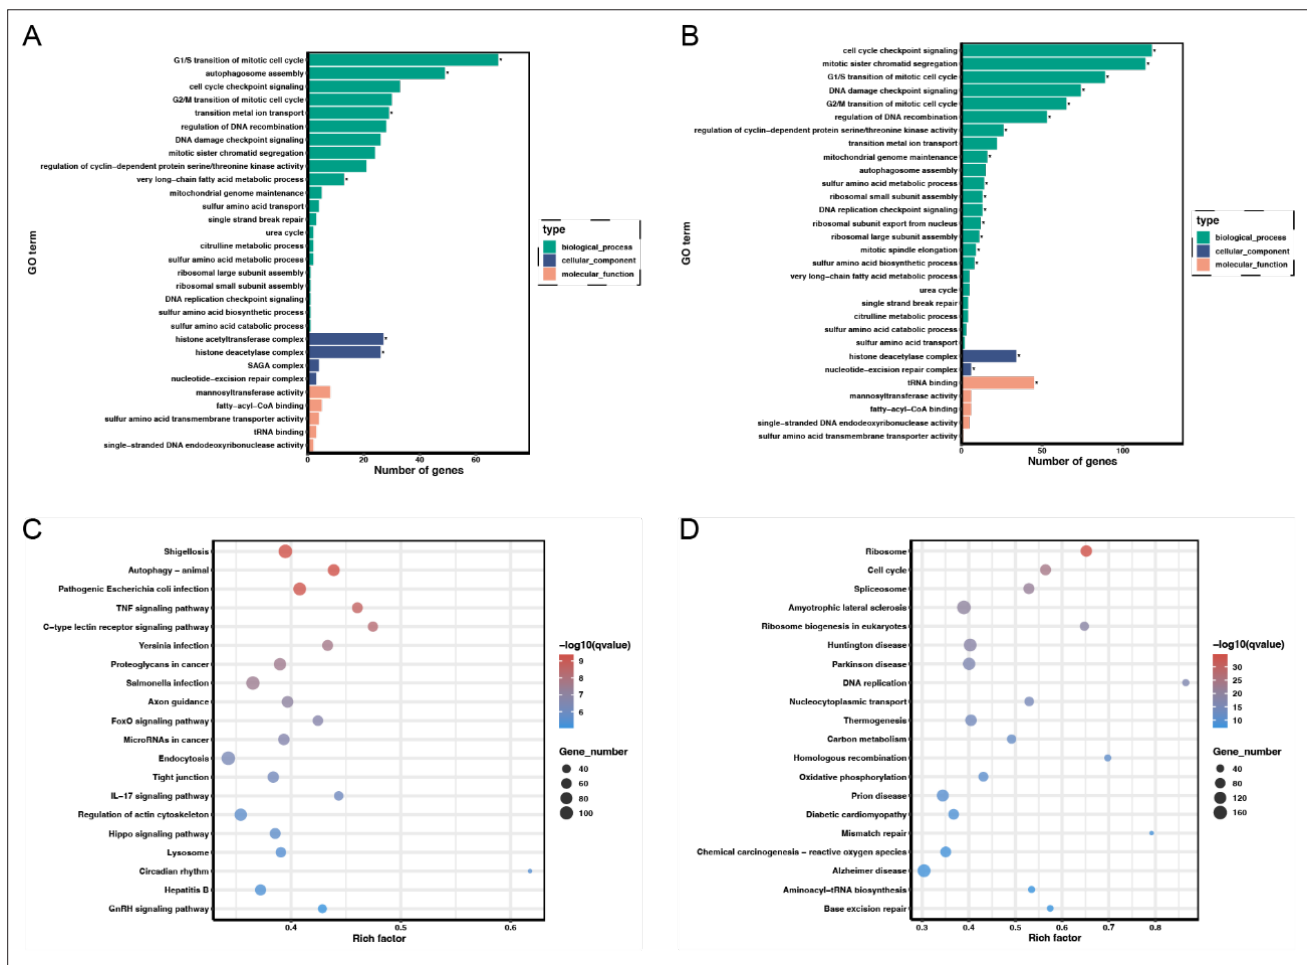 A
G1/S transition of mitotic cell cycle
autophagosome assembly
cell cycle checkpoint signaling
G2/M transition of mitotic cell cycle
transition metal ion transport
regulation of DNA recombination
DNA damage checkpoint signaling
mitotic sister chromatid segregation
regulation of cyclin-dependent protein serine/threonine kinase activity
very long-chain fatty acid metabolic process
mitochondrial genome maintenance
sulfur amino acid transport
single strand break repair
urea cycle
citrulline metabolic process
sulfur amino acid metabolic process
ribosomal large subunit assembly
ribosomal small subunit assembly
DNA replication checkpoint signaling
sulfur amino acid biosynthetic process
sulfur amino acid catabolic process
histone acetyltransferase complex
histone deacetylase complex
SAGA complex
nucleotide-excision repair complex
mannosyltransferase activity
fatty-acyl-CoA binding
sulfur amino acid transmembrane transporter activity
tRNA binding
single-stranded DNA endodeoxyribonuclease activity
GO term
0 20 40 60
Number of genes
type
biological_process
cellular_component
molecular_function
B
cell cycle checkpoint signaling
mitotic sister chromatid segregation
G1/S transition of mitotic cell cycle
DNA damage checkpoint signaling
G2/M transition of mitotic cell cycle
regulation of DNA recombination
regulation of cyclin-dependent protein serine/threonine kinase activity
transition metal ion transport
mitochondrial genome maintenance
autophagosome assembly
sulfur amino acid metabolic process
ribosomal small subunit assembly
DNA replication checkpoint signaling
ribosomal subunit export from nucleus
ribosomal large subunit assembly
mitotic spindle elongation
sulfur amino acid biosynthetic process
very long-chain fatty acid metabolic process
urea cycle
single strand break repair
citrulline metabolic process
sulfur amino acid catabolic process
sulfur amino acid transport
histone deacetylase complex
nucleotide-excision repair complex
tRNA binding
mannosyltransferase activity
fatty-acyl-CoA binding
single-stranded DNA endodeoxyribonuclease activity
sulfur amino acid transmembrane transporter activity
GO term
0 50 100
Number of genes
type
biological_process
cellular_component
molecular_function
C
Shigellosis
Autophagy - animal
Pathogenic Escherichia coli infection
TNF signaling pathway
C-type lectin receptor signaling pathway
Yersinia infection
Proteoglycans in cancer
Salmonella infection
Axon guidance
FoxO signaling pathway
MicroRNAs in cancer
Endocytosis
Tight junction
IL-17 signaling pathway
Regulation of actin cytoskeleton
Hippo signaling pathway
Lysosome
Circadian rhythm
Hepatitis B
GnRH signaling pathway
0.4 0.5 0.6
Rich factor
-log10(qvalue)
9
8
7
6
Gene_number
40
60
80
100
D
Ribosome
Cell cycle
Spliceosome
Amyotrophic lateral sclerosis
Ribosome biogenesis in eukaryotes
Huntington disease
Parkinson disease
DNA replication
Nucleocytoplasmic transport
Thermogenesis
Carbon metabolism
Homologous recombination
Oxidative phosphorylation
Prion disease
Diabetic cardiomyopathy
Mismatch repair
Chemical carcinogenesis - reactive oxygen species
Alzheimer disease
Aminoacyl-tRNA biosynthesis
Base excision repair
0.3 0.4 0.5 0.6 0.7 0.8
Rich factor
-log10(qvalue)
30
25
20
15
10
Gene_number
40
80
120
160